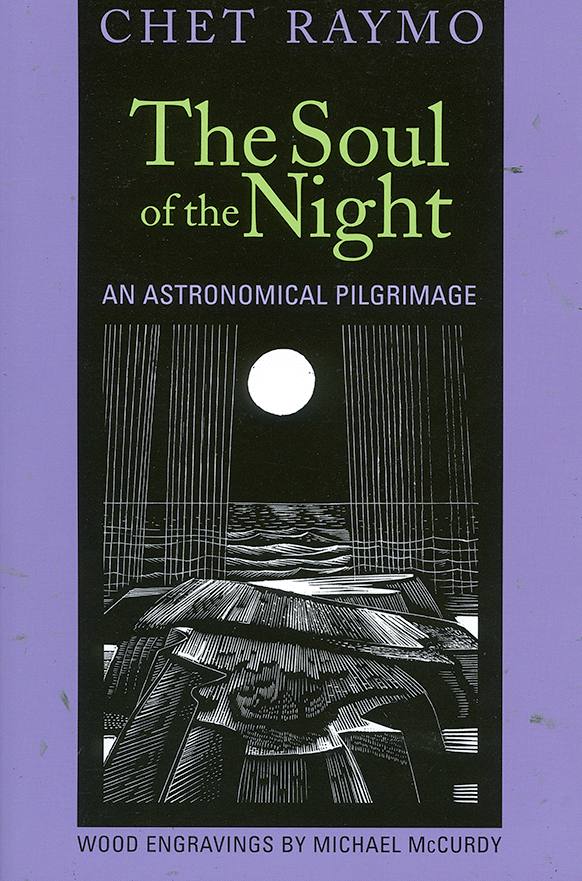 CHET RAYMO
The Soul
of the Night
AN ASTRONOMICAL PILGRIMAGE
WOOD ENGRAVINGS BY MICHAEL McCURDY